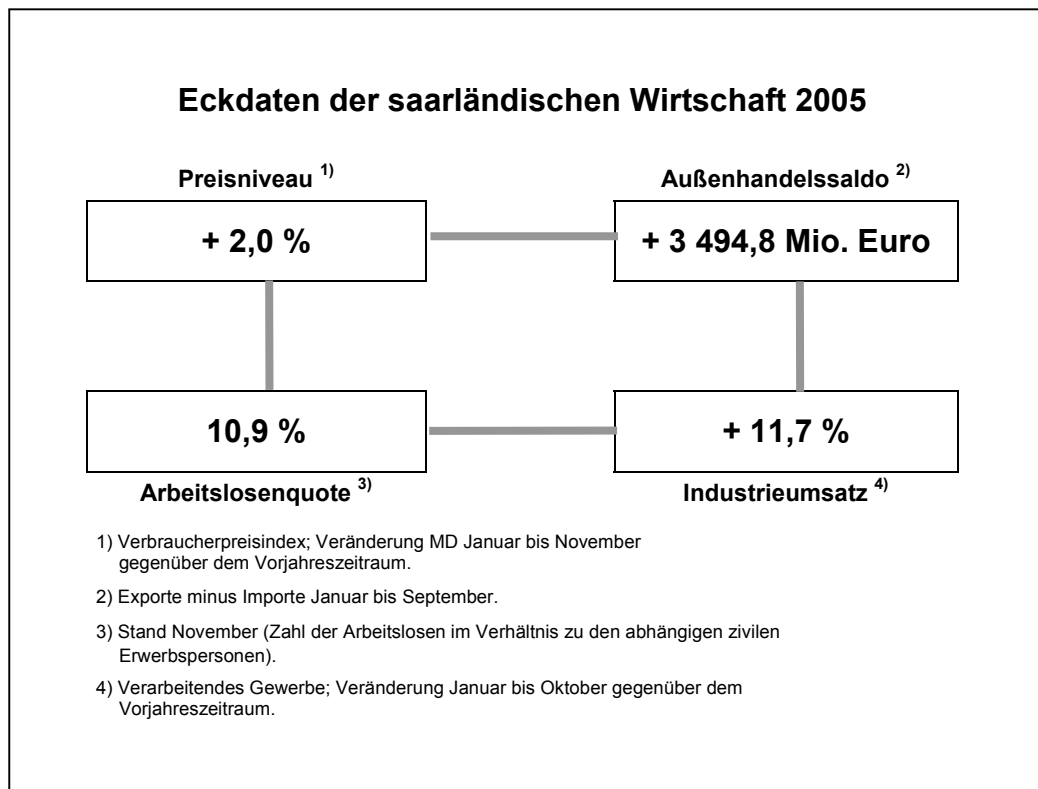 Eckdaten der saarländischen Wirtschaft 2005
Preisniveau 1)
Außenhandelssaldo 2)
+ 2,0 %
+ 3 494,8 Mio. Euro
10,9 %
+ 11,7 %
Arbeitslosenquote 3)
Industrieumsatz 4)
1) Verbraucherpreisindex; Veränderung MD Januar bis November
gegenüber dem Vorjahreszeitraum.
2) Exporte minus Importe Januar bis September.
3) Stand November (Zahl der Arbeitslosen im Verhältnis zu den abhängigen zivilen
Erwerbspersonen).
4) Verarbeitendes Gewerbe; Veränderung Januar bis Oktober gegenüber dem
Vorjahreszeitraum.